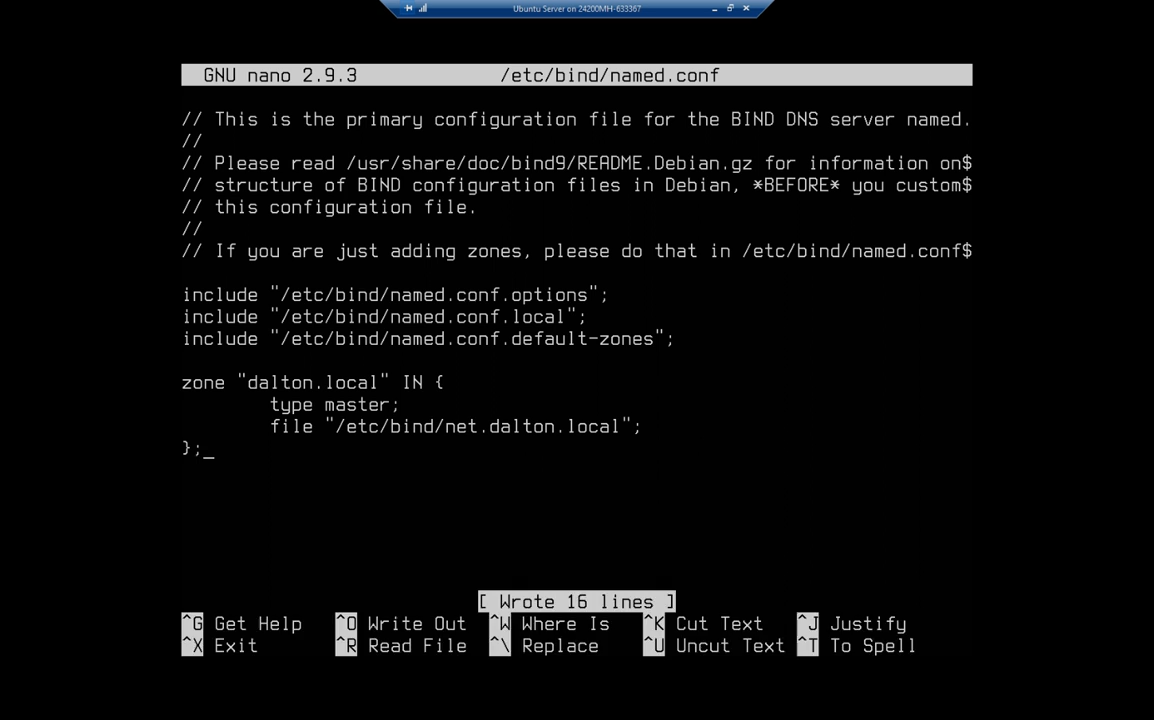 Ubuntu Server on 24200MH-633367
GNU nano 2.9.3 /etc/bind/named.conf
// This is the primary configuration file for the BIND DNS server named.
//
// Please read /usr/share/doc/bind9/README.Debian.gz for information on$
// structure of BIND configuration files in Debian, *BEFORE* you custom$
// this configuration file.
//
// If you are just adding zones, please do that in /etc/bind/named.conf$
include "/etc/bind/named.conf.options";
include "/etc/bind/named.conf.local";
include "/etc/bind/named.conf.default-zones";
zone "dalton.local" IN {
        type master;
        file "/etc/bind/net.dalton.local";
};_
[ Wrote 16 lines ]
^G Get Help ^O Write Out ^W Where Is ^K Cut Text ^J Justify
^X Exit ^R Read File ^\ Replace ^U Uncut Text ^T To Spell